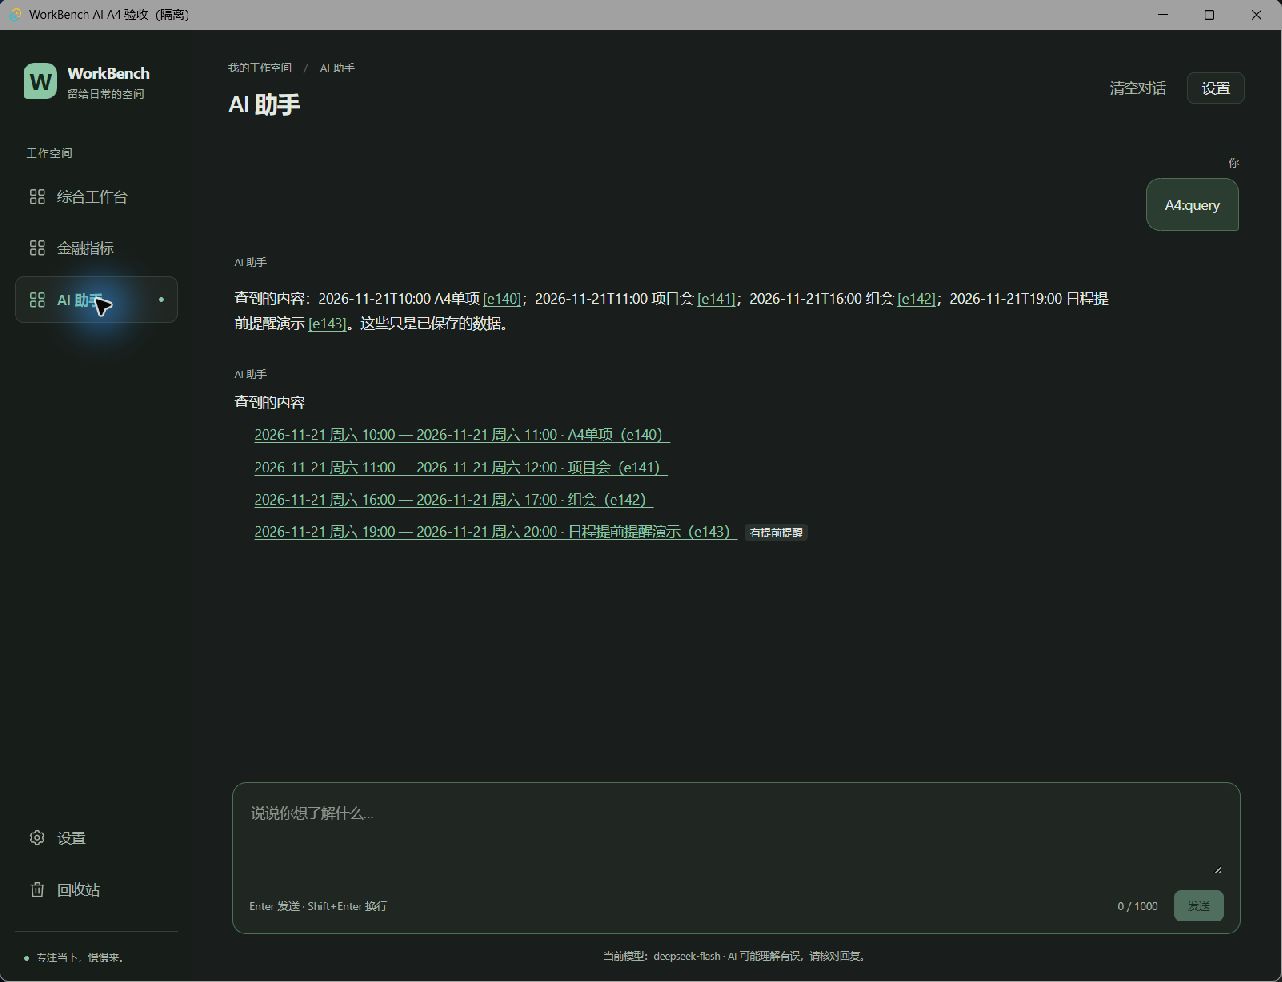 WorkBench AI A4 验收（隔离）
W
WorkBench
留给日常的空间
工作空间
综合工作台
金融指标
AI 助手
设置
回收站
专注当下，慢慢来。
我的工作空间 / AI 助手
AI 助手
清空对话
设置
你
A4:query
AI 助手
查到的内容：2026-11-21T10:00 A4单项 [e140]；2026-11-21T11:00 项目会 [e141]；2026-11-21T16:00 组会 [e142]；2026-11-21T19:00 日程提
前提醒演示 [e143]。这些只是已保存的数据。
AI 助手
查到的内容
2026-11-21 周六 10:00 — 2026-11-21 周六 11:00 · A4单项（e140）
2026-11-21 周六 11:00 — 2026-11-21 周六 12:00 · 项目会（e141）
2026-11-21 周六 16:00 — 2026-11-21 周六 17:00 · 组会（e142）
2026-11-21 周六 19:00 — 2026-11-21 周六 20:00 · 日程提前提醒演示（e143） 有提前提醒
说说你想了解什么...
Enter 发送 · Shift+Enter 换行
0 / 1000
发送
当前模型：deepseek-flash · AI 可能理解有误，请核对回复。